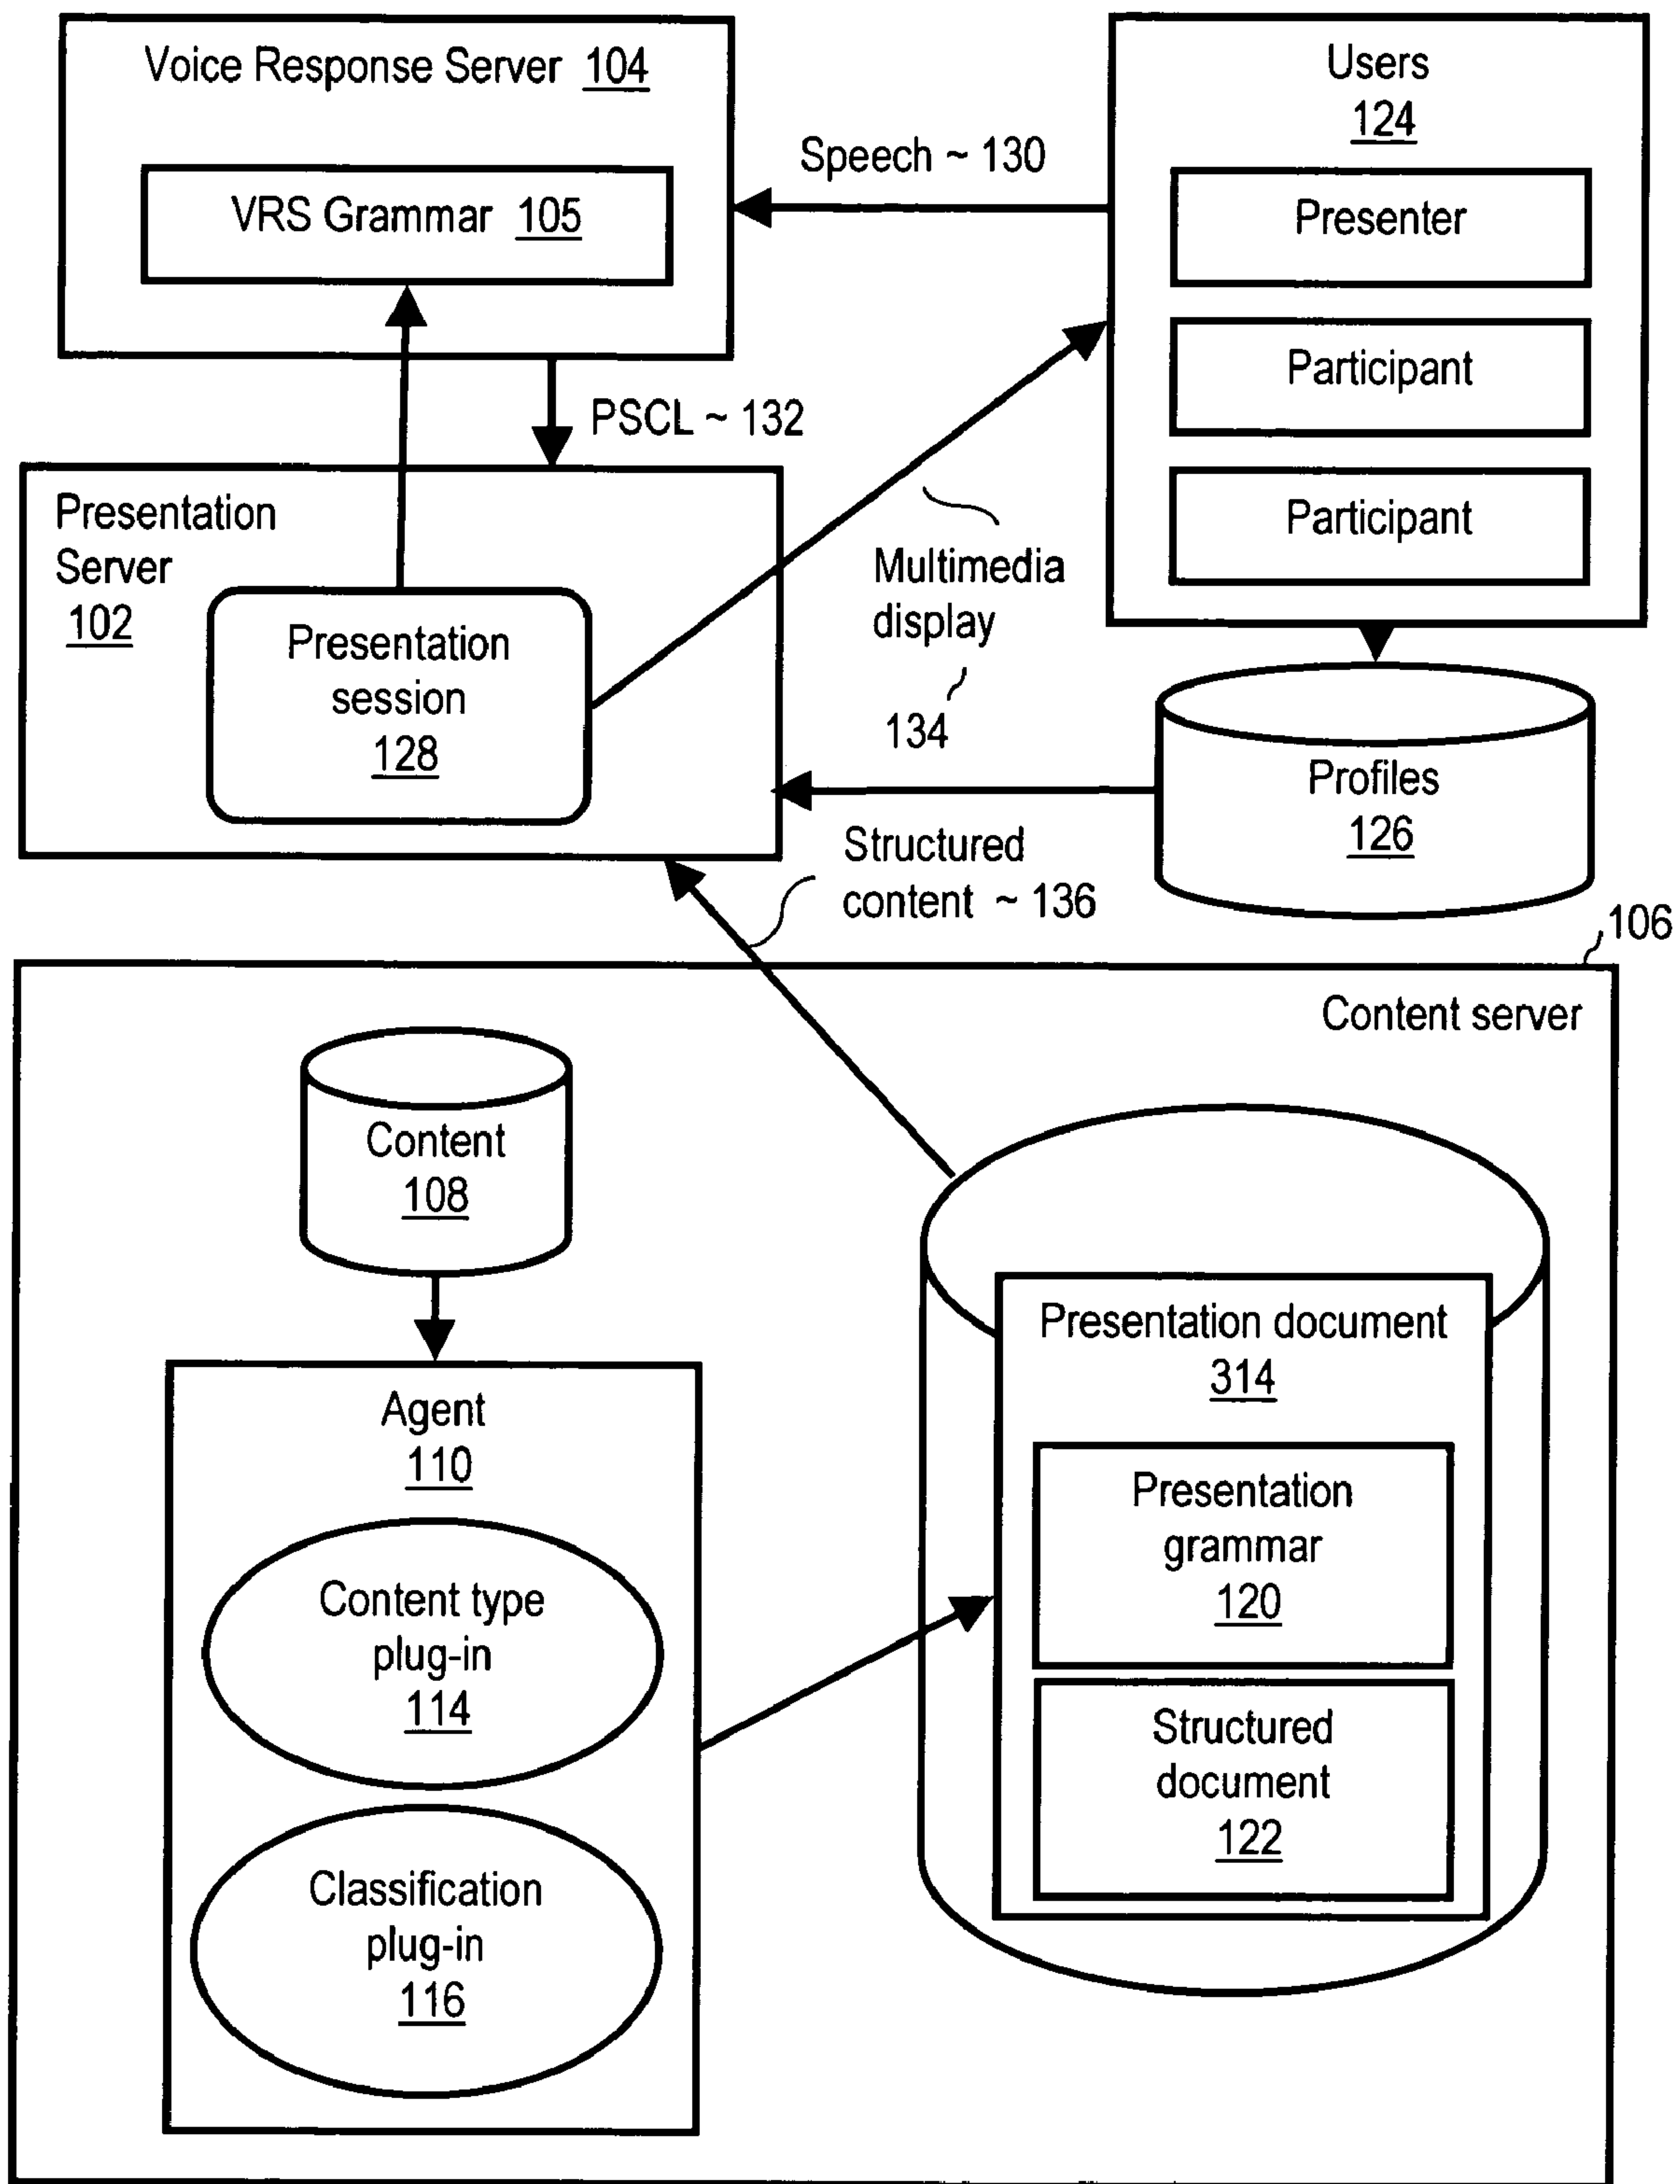 Voice Response Server 104
VRS Grammar 105
Speech ~ 130
Users
124
Presenter
Participant
Participant
PSCL ~ 132
Presentation
Server
102
Presentation
session
128
Multimedia
display
134
Profiles
126
Structured
content ~ 136
106
Content server
Content
108
Agent
110
Content type
plug-in
114
Classification
plug-in
116
Presentation document
314
Presentation
grammar
120
Structured
document
122